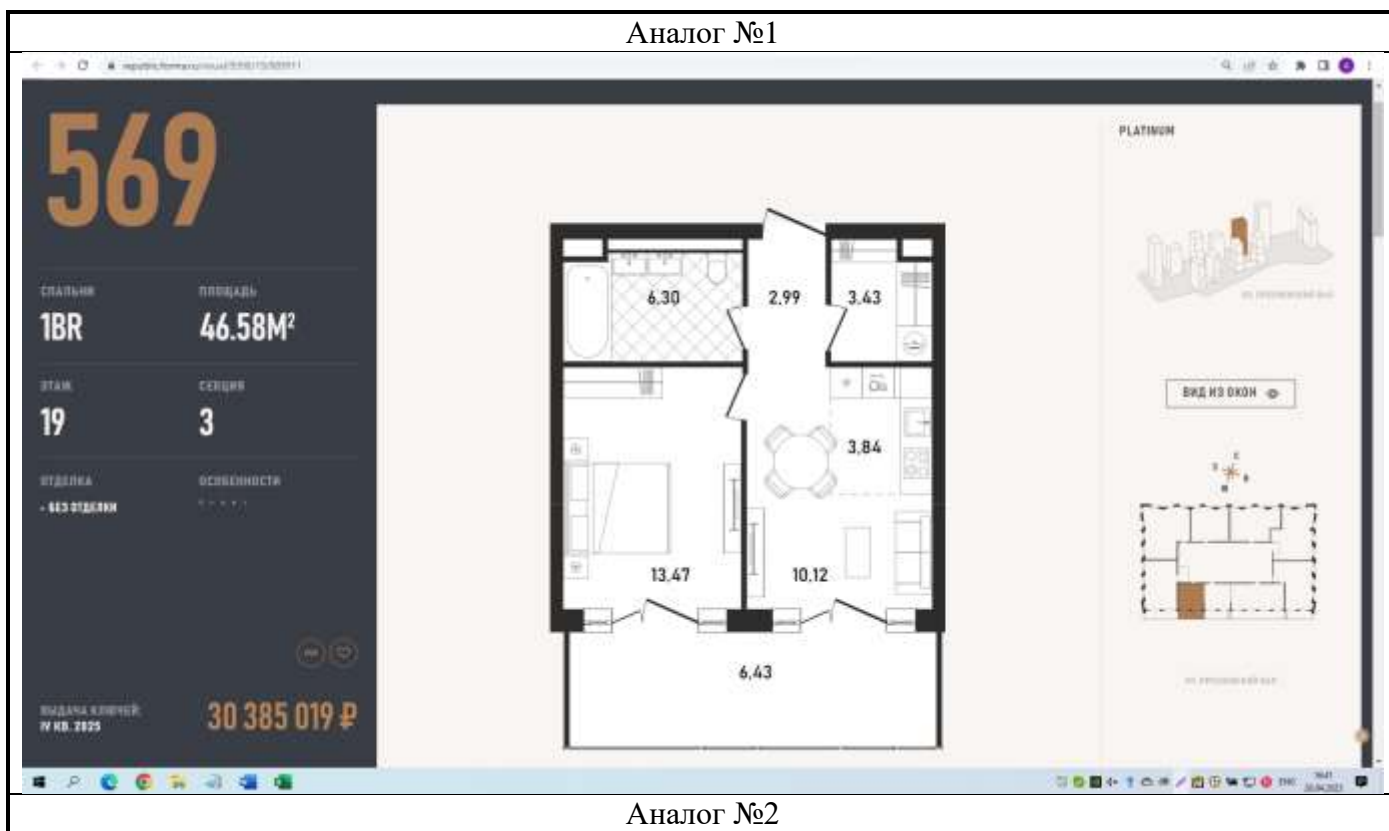 Аналог №1
569
PLATINUM
СПАЛЬНИ
ПЛОЩАДЬ
1BR
46.58М²
ЭТАЖ
СЕКЦИЯ
19
3
ОТДЕЛКА
ОСОБЕННОСТИ
- БЕЗ ОТДЕЛКИ
6.30
2.99
3.43
3.84
13.47
10.12
6.43
ВИД ИЗ ОКОН
ВЫДАЧА КЛЮЧЕЙ:
IV КВ. 2025
30 385 019 ₽
Аналог №2